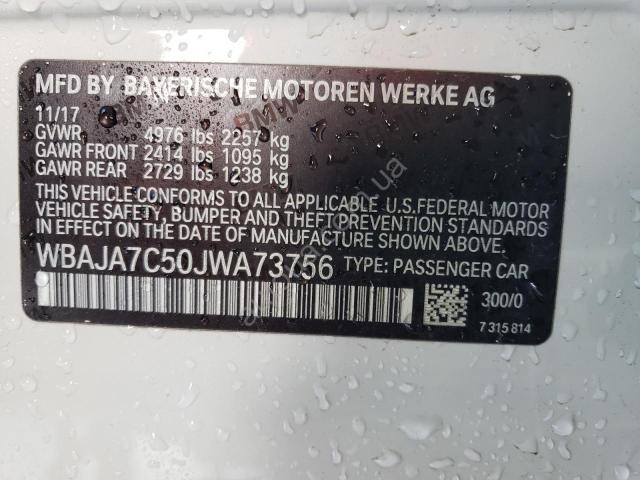 MFD BY BAYERISCHE MOTOREN WERKE AG
11/17
GVWR 4976 lbs 2257 kg
GAWR FRONT 2414 lbs 1095 kg
GAWR REAR 2729 lbs 1238 kg
THIS VEHICLE CONFORMS TO ALL APPLICABLE U.S.FEDERAL MOTOR
VEHICLE SAFETY, BUMPER AND THEFT PREVENTION STANDARDS
IN EFFECT ON THE DATE OF MANUFACTURE SHOWN ABOVE.
WBAJA7C50JWA73756 TYPE: PASSENGER CAR
300/0
7 315 814